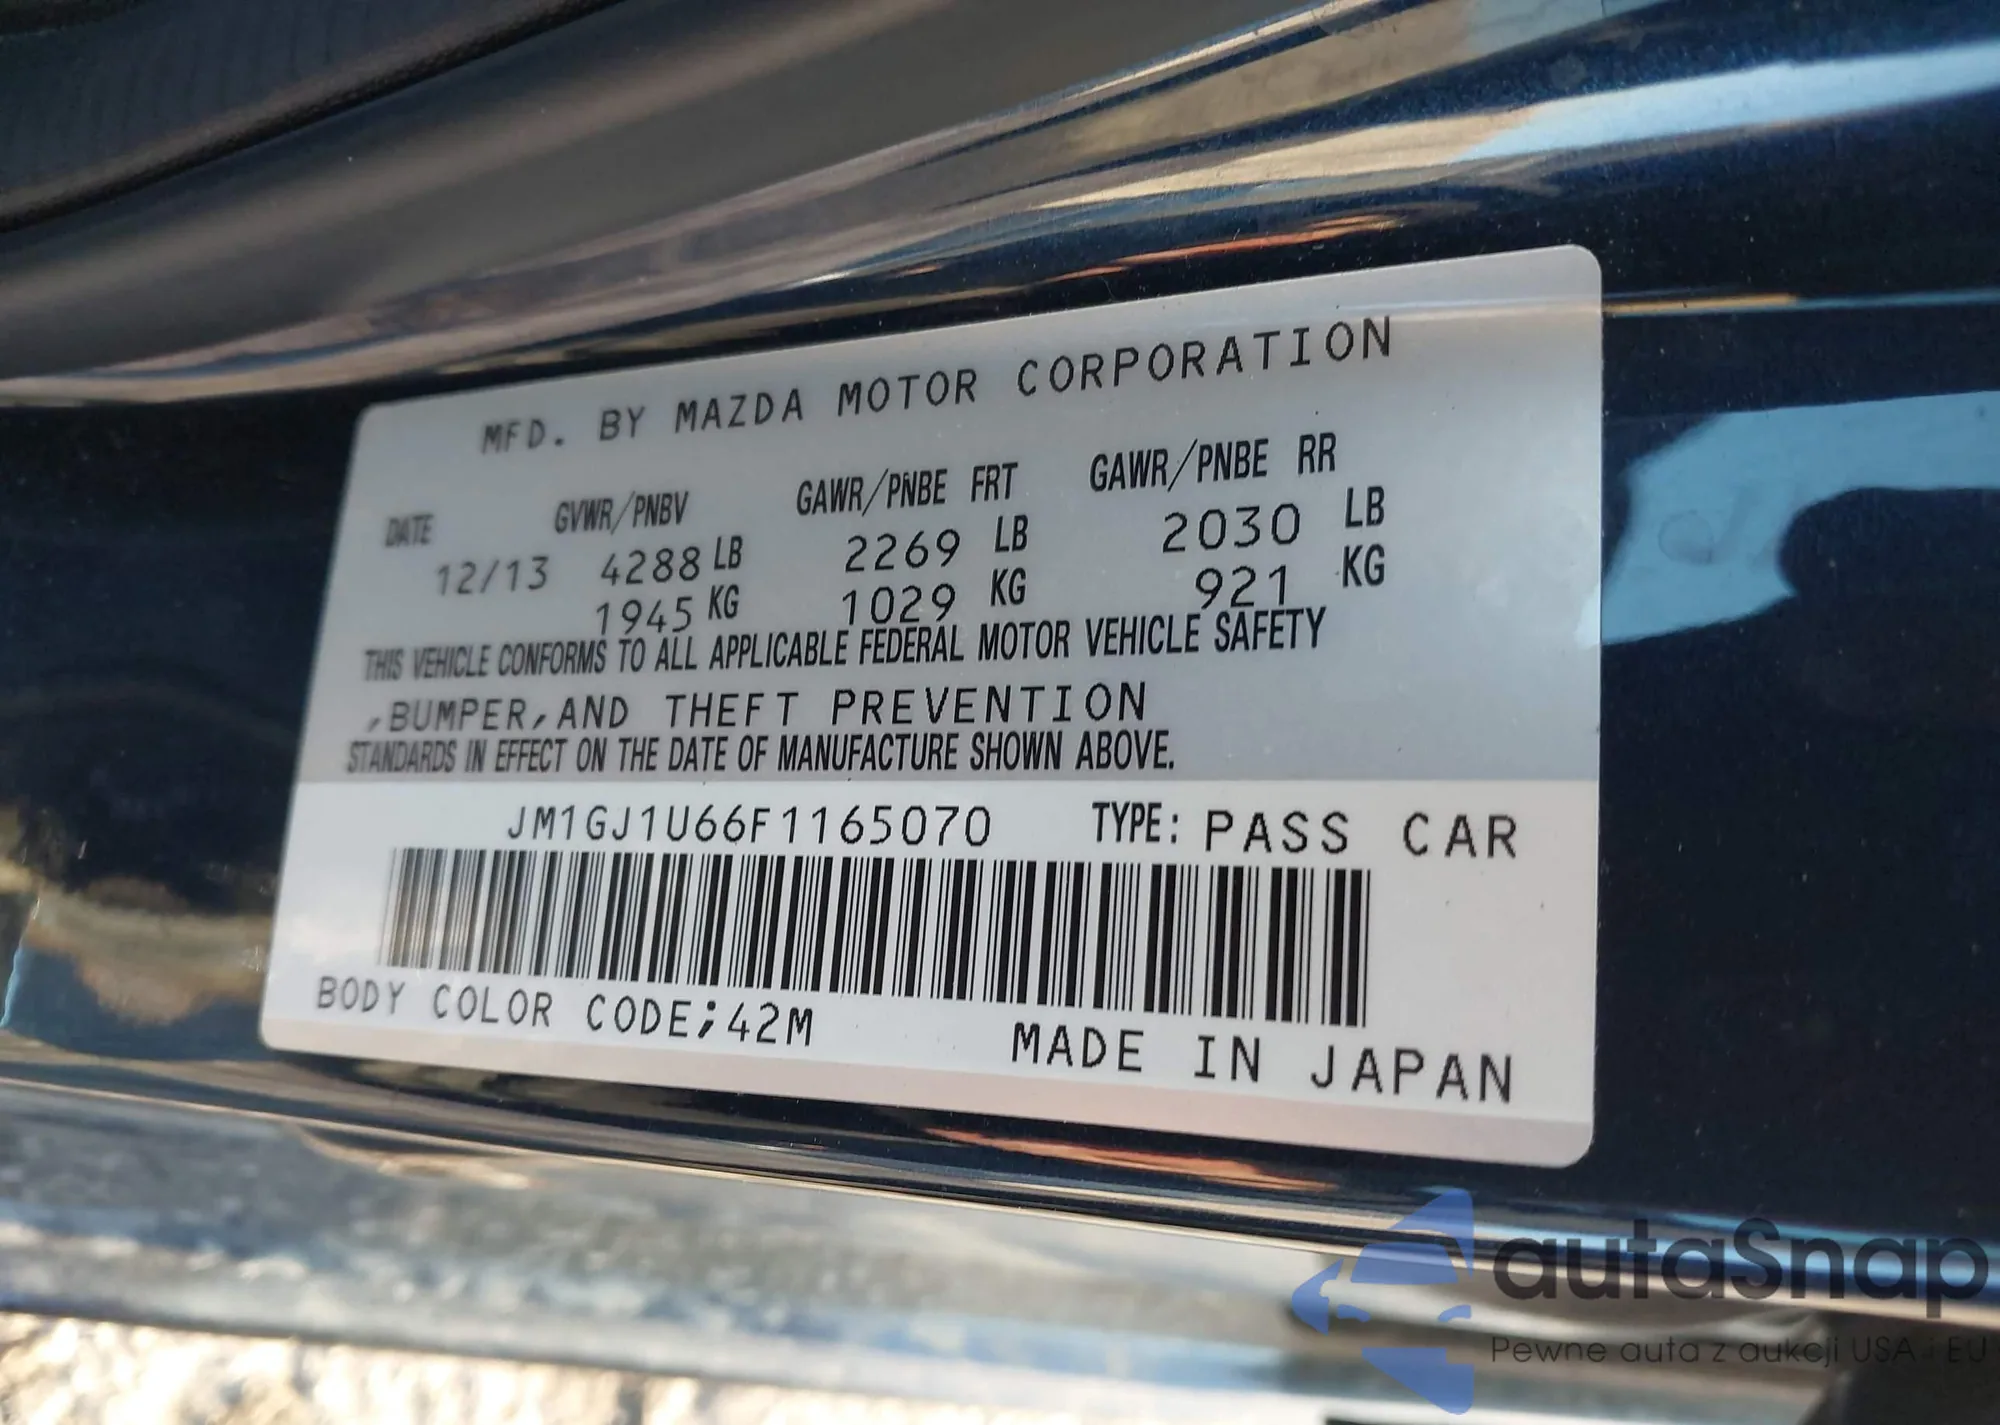 MFD. BY MAZDA MOTOR CORPORATION
DATE GVWR/PNBV GAWR/PNBE FRT GAWR/PNBE RR
12/13 4288 LB 2269 LB 2030 LB
1945 KG 1029 KG 921 KG
THIS VEHICLE CONFORMS TO ALL APPLICABLE FEDERAL MOTOR VEHICLE SAFETY
,BUMPER,AND THEFT PREVENTION
STANDARDS IN EFFECT ON THE DATE OF MANUFACTURE SHOWN ABOVE.
JM1GJ1U66F1165070 TYPE: PASS CAR
BODY COLOR CODE;42M
MADE IN JAPAN
autaSnap
Pewne auta z aukcji USA i EU